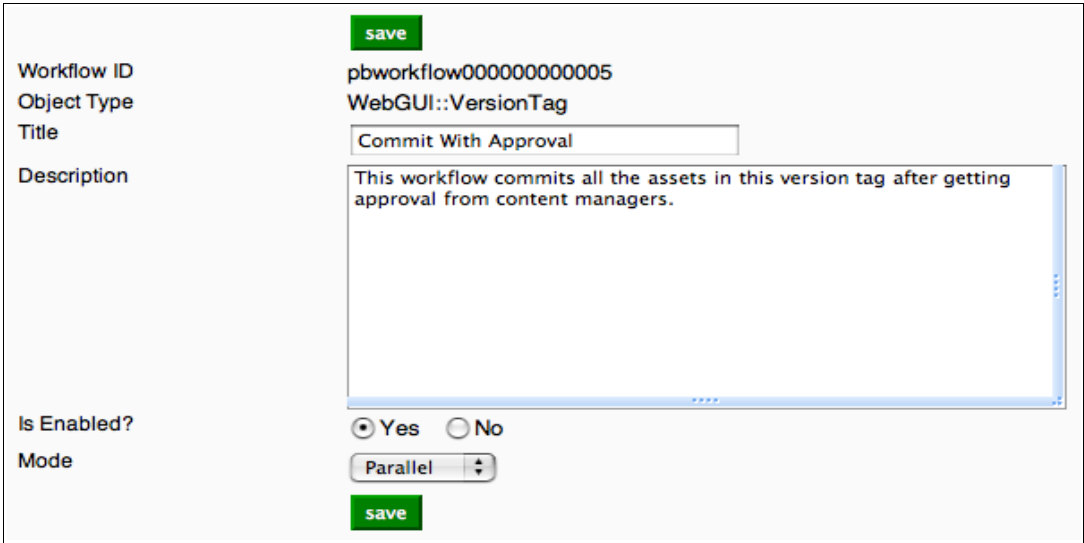 save
Workflow ID pbworkflow000000000005
Object Type WebGUI::VersionTag
Title Commit With Approval
Description This workflow commits all the assets in this version tag after getting
approval from content managers.
Is Enabled? Yes No
Mode Parallel
save